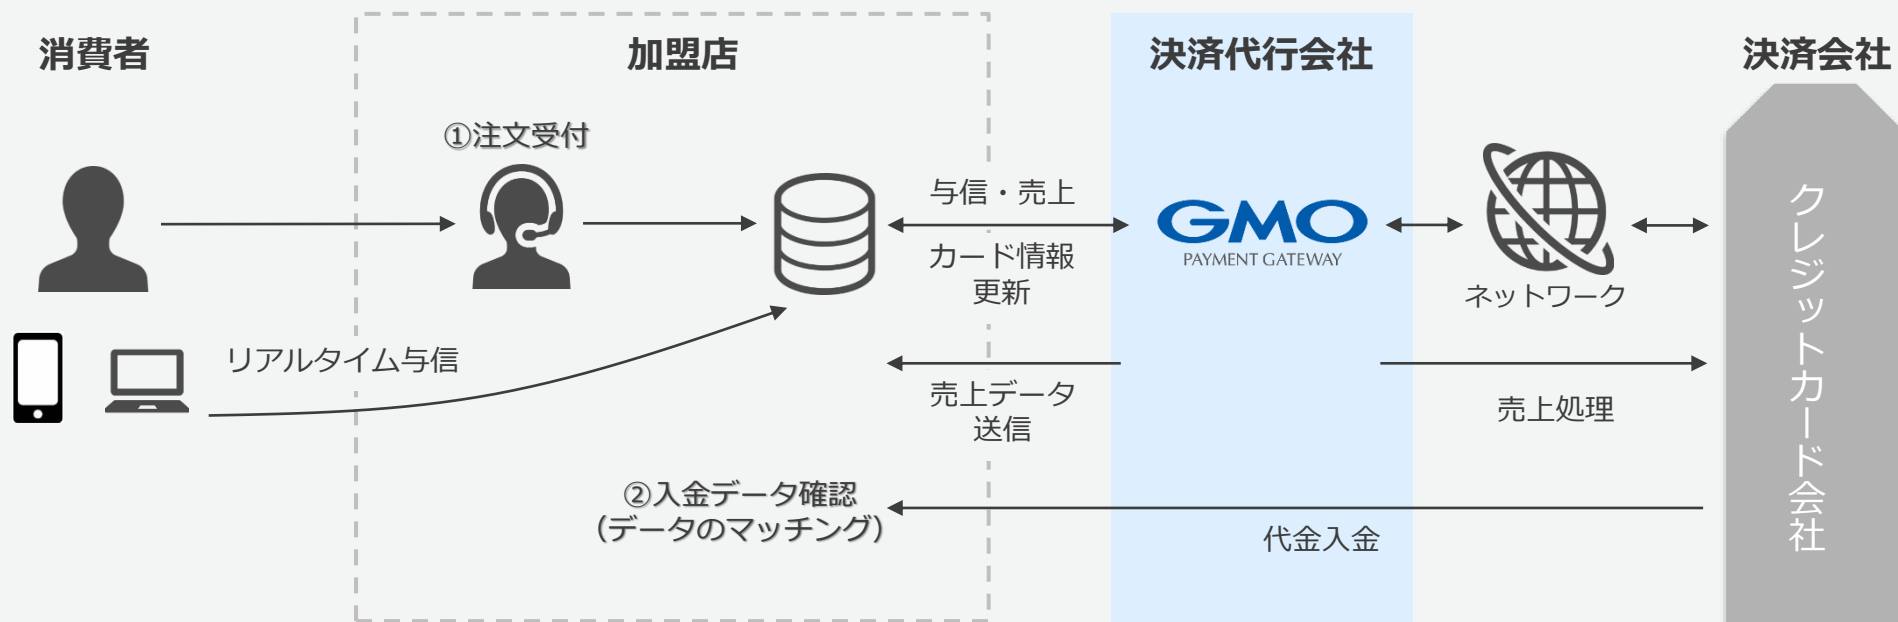 消費者
加盟店
決済代行会社
決済会社
①注文受付
与信・売上
カード情報
更新
GMO
PAYMENT GATEWAY
ネットワーク
クレジットカード会社
リアルタイム与信
売上データ
送信
売上処理
②入金データ確認
（データのマッチング）
代金入金